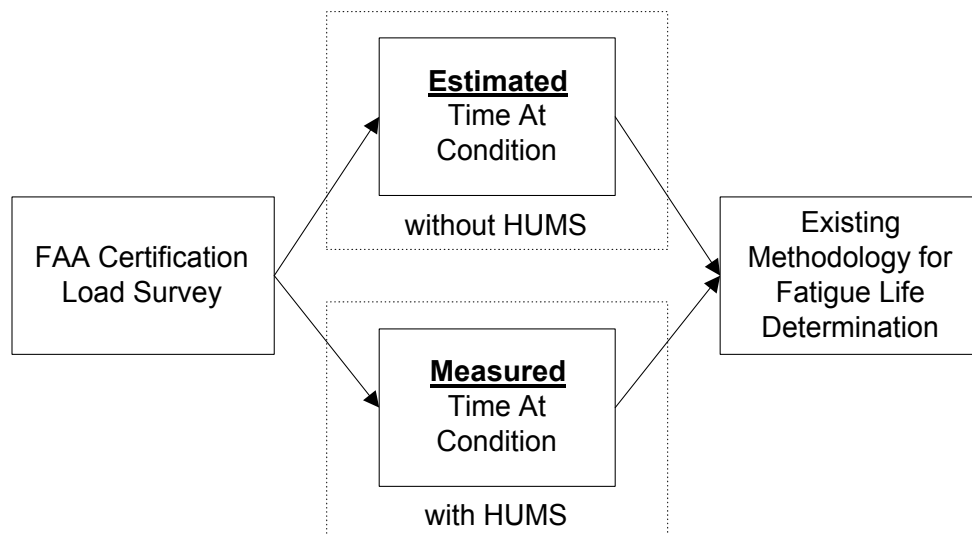 FAA Certification
Load Survey
Estimated
Time At
Condition
without HUMS
Measured
Time At
Condition
with HUMS
Existing
Methodology for
Fatigue Life
Determination